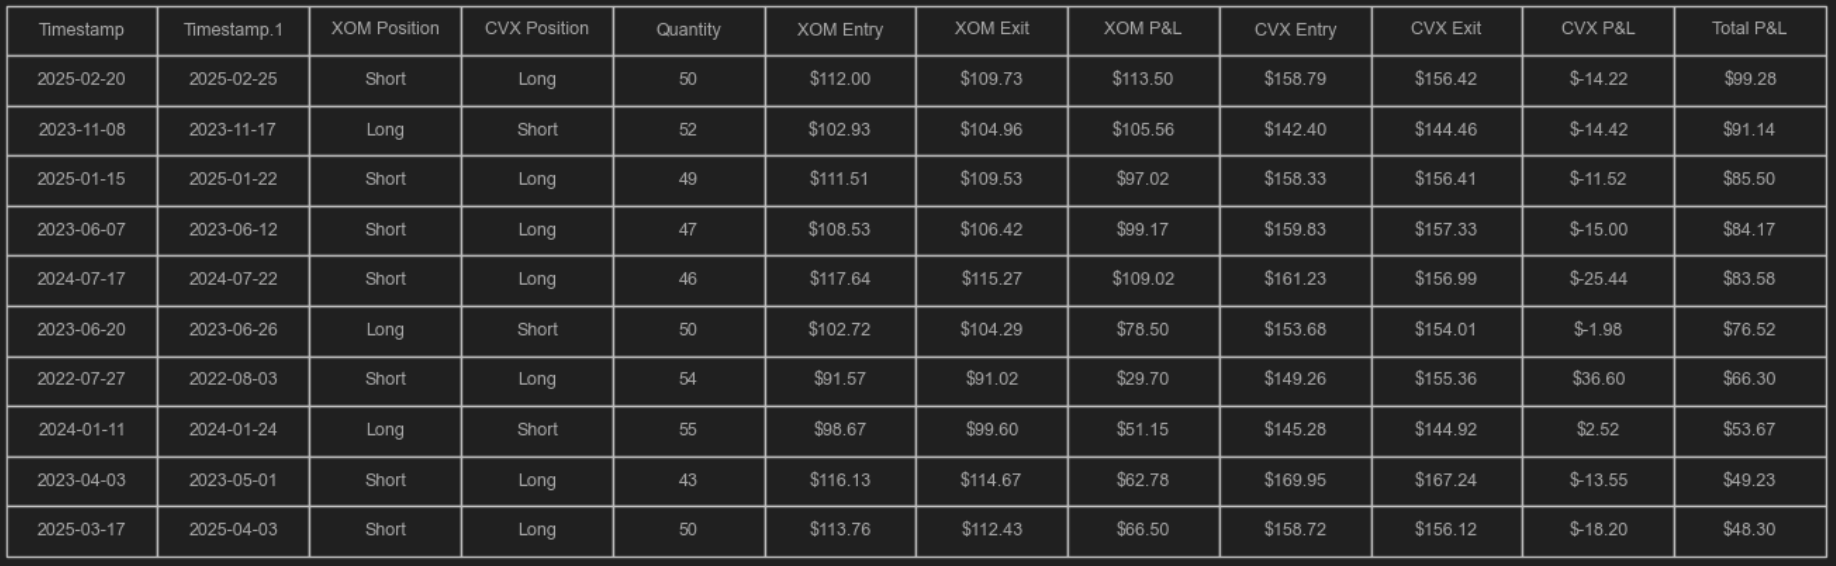 Timestamp Timestamp.1 XOM Position CVX Position Quantity XOM Entry XOM Exit XOM P&L CVX Entry CVX Exit CVX P&L Total P&L
2025-02-20 2025-02-25 Short Long 50 $112.00 $109.73 $113.50 $158.79 $156.42 $-14.22 $99.28
2023-11-08 2023-11-17 Long Short 52 $102.93 $104.96 $105.56 $142.40 $144.46 $-14.42 $91.14
2025-01-15 2025-01-22 Short Long 49 $111.51 $109.53 $97.02 $158.33 $156.41 $-11.52 $85.50
2023-06-07 2023-06-12 Short Long 47 $108.53 $106.42 $99.17 $159.83 $157.33 $-15.00 $84.17
2024-07-17 2024-07-22 Short Long 46 $117.64 $115.27 $109.02 $161.23 $156.99 $-25.44 $83.58
2023-06-20 2023-06-26 Long Short 50 $102.72 $104.29 $78.50 $153.68 $154.01 $-1.98 $76.52
2022-07-27 2022-08-03 Short Long 54 $91.57 $91.02 $29.70 $149.26 $155.36 $36.60 $66.30
2024-01-11 2024-01-24 Long Short 55 $98.67 $99.60 $51.15 $145.28 $144.92 $2.52 $53.67
2023-04-03 2023-05-01 Short Long 43 $116.13 $114.67 $62.78 $169.95 $167.24 $-13.55 $49.23
2025-03-17 2025-04-03 Short Long 50 $113.76 $112.43 $66.50 $158.72 $156.12 $-18.20 $48.30